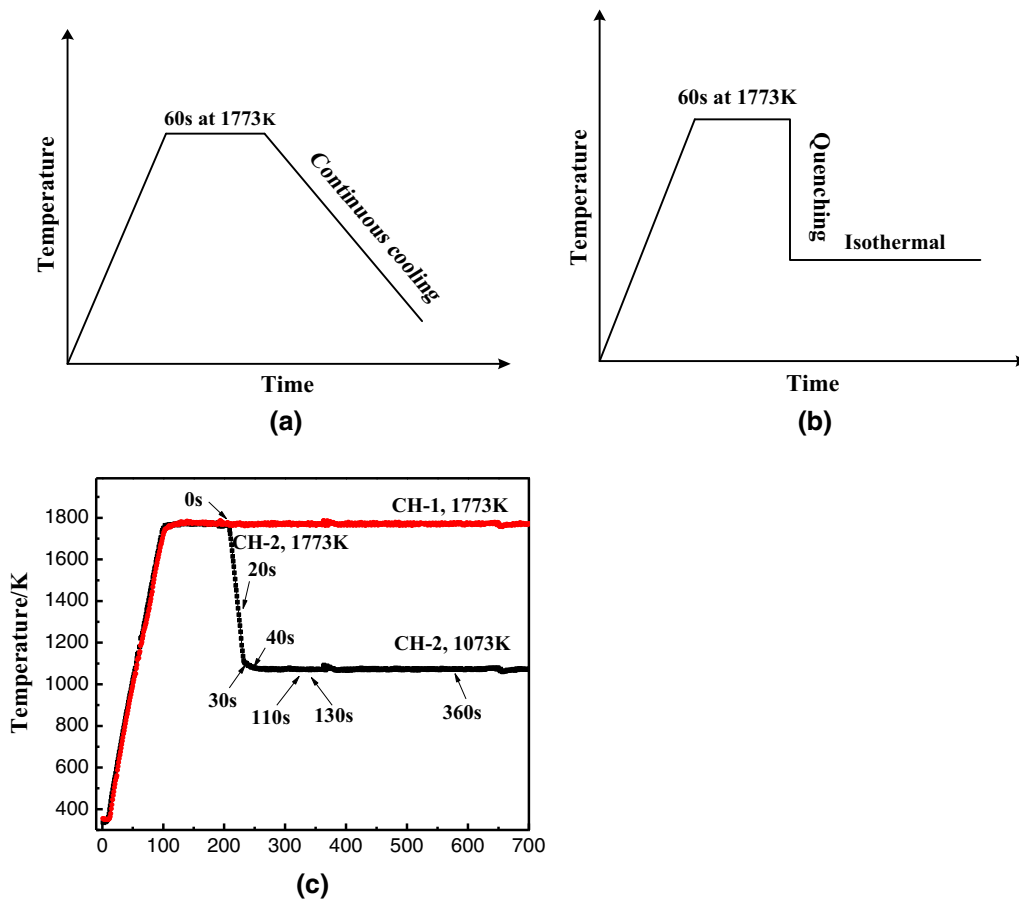 60s at 1773K
Continuous cooling
Temperature
Time
(a)
60s at 1773K
Quenching
Isothermal
Temperature
Time
(b)
0s
CH-1, 1773K
CH-2, 1773K
20s
40s
CH-2, 1073K
30s
110s
130s
360s
Temperature/K
1800
1600
1400
1200
1000
800
600
400
0 100 200 300 400 500 600 700
(c)